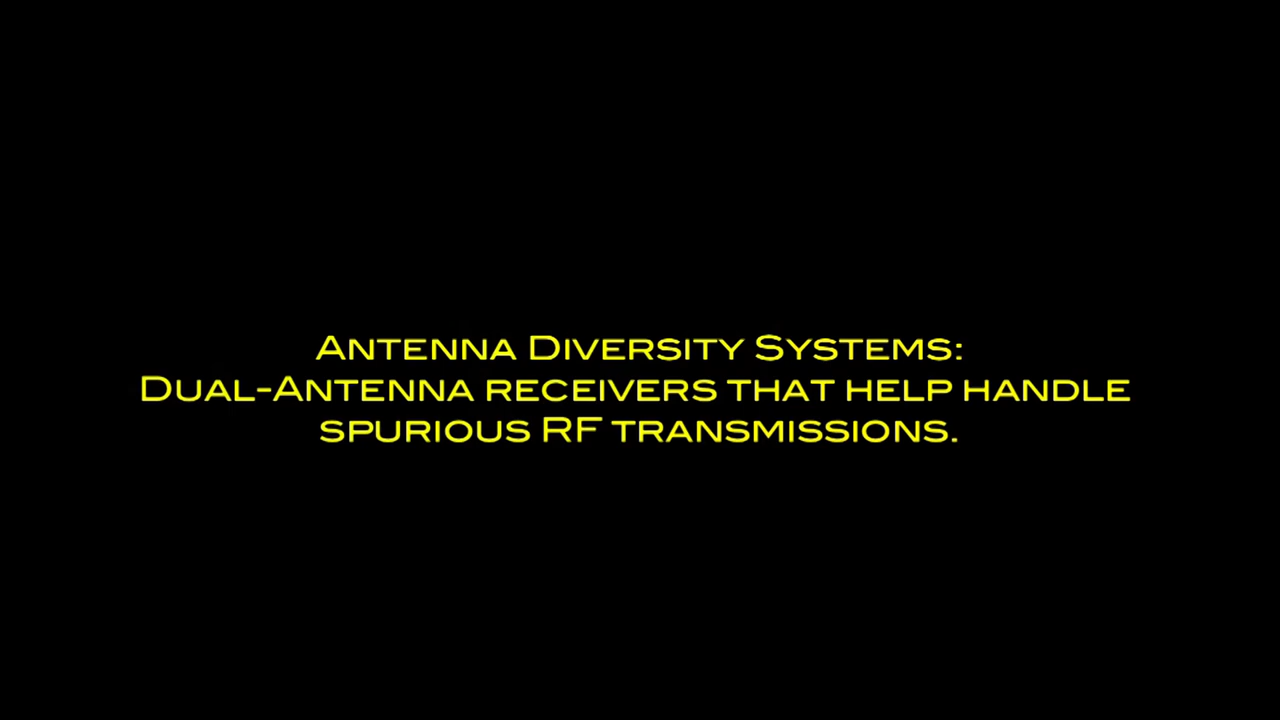 Antenna Diversity Systems:
Dual-Antenna receivers that help handle
spurious RF transmissions.